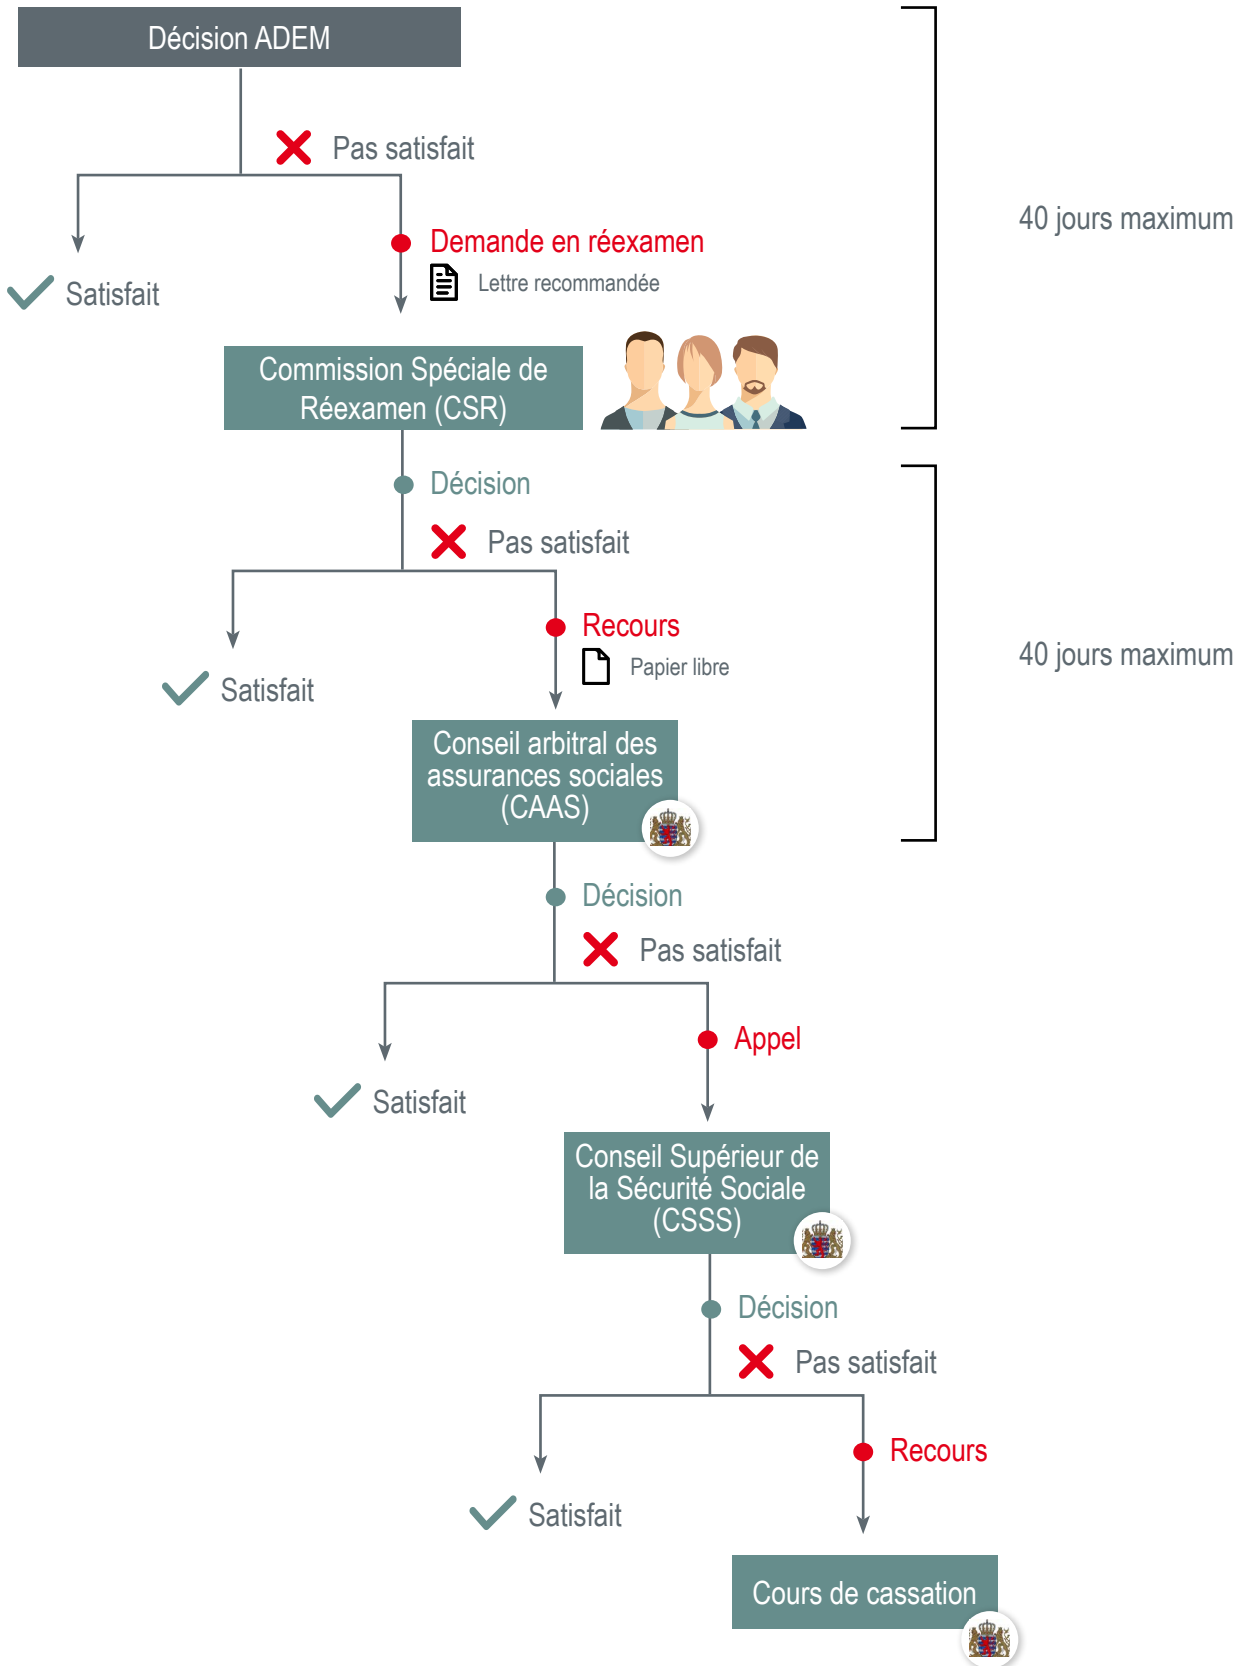 Décision ADEM
Pas satisfait
40 jours maximum
Demande en réexamen
Lettre recommandée
Satisfait
Commission Spéciale de
Réexamen (CSR)
Décision
Pas satisfait
Recours
40 jours maximum
Papier libre
Satisfait
Conseil arbitral des
assurances sociales
(CAAS)
Décision
Pas satisfait
Appel
Satisfait
Conseil Supérieur de
la Sécurité Sociale
(CSSS)
Décision
Pas satisfait
Recours
Satisfait
Cours de cassation